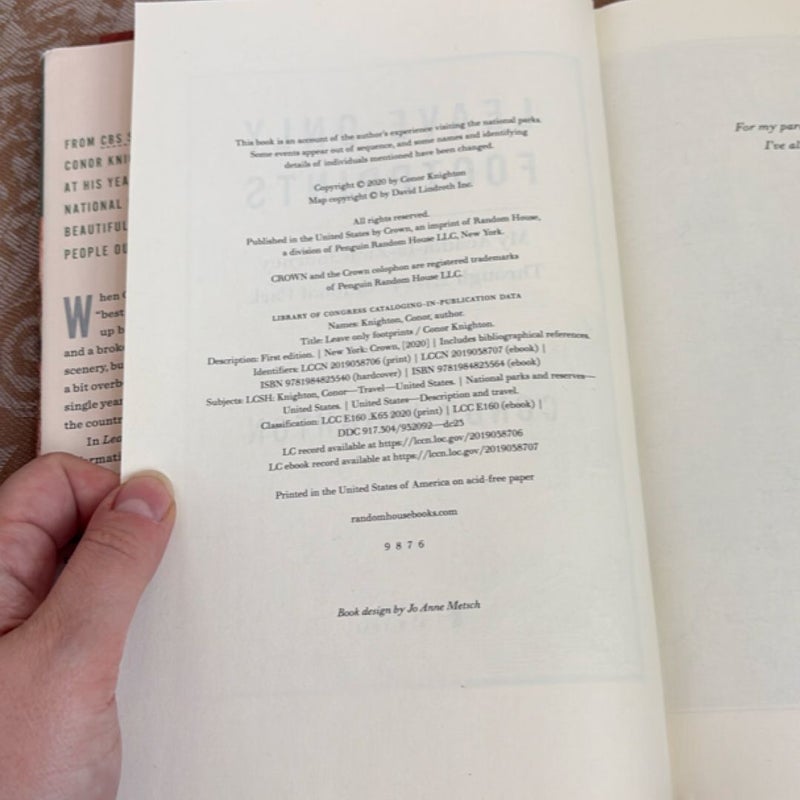 FROM CBS
CONOR
AT HIS YEA
NATIONAL
BEAUTIFUL
PEOPLE
When
"best
up b
and a brok
scenery, bu
a bit overb
single year
the countr
In Leav
formati
This book is an account of the author's experience visiting the national parks.
Some events appear out of sequence, and some names and identifying
details of individuals mentioned have been changed.
Copyright © 2020 by Conor Knighton
Map copyright © by David Lindroth Inc.
All rights reserved.
Published in the United States by Crown, an imprint of Random House,
a division of Penguin Random House LLC, New York.
CROWN and the Crown colophon are registered trademarks
of Penguin Random House LLC.
LIBRARY OF CONGRESS CATALOGING-IN-PUBLICATION DATA
Names: Knighton, Conor, author.
Title: Leave only footprints / Conor Knighton.
Description: First edition. | New York: Crown, [2020] | Includes bibliographical references.
Identifiers: LCCN 2019058706 (print) | LCCN 2019058707 (ebook) |
ISBN 9781984825540 (hardcover) | ISBN 9781984825564 (ebook)
Subjects: LCSH: Knighton, Conor—Travel—United States. | National parks and reserves—
United States. | United States—Description and travel.
Classification: LCC E160 .K65 2020 (print) | LCC E160 (ebook) |
DDC 917.304/932092—dc23
LC record available at https://lccn.loc.gov/2019058706
LC ebook record available at https://lccn.loc.gov/2019058707
Printed in the United States of America on acid-free paper
randomhousebooks.com
9 8 7 6
Book design by Jo Anne Metsch
For my par
I've al